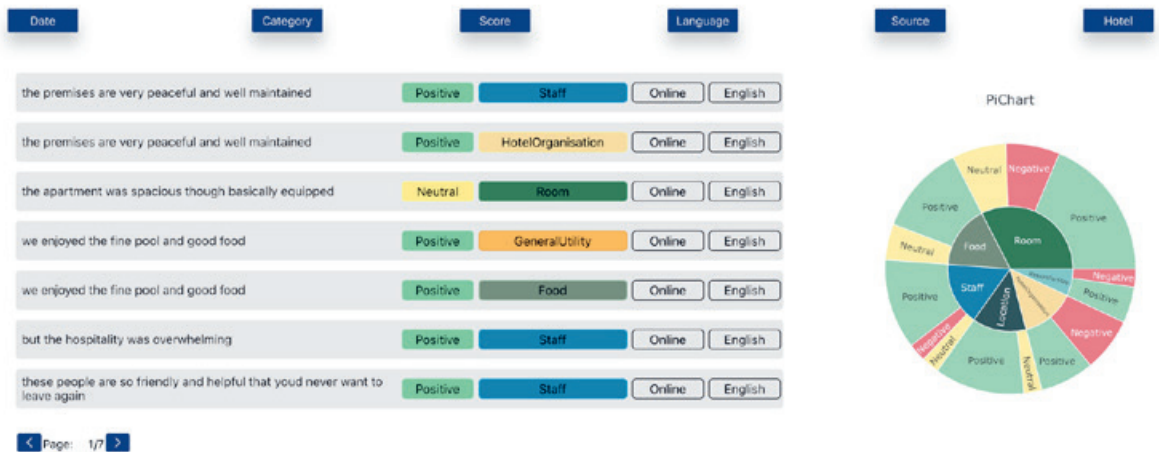 Date Category Score Language Source Hotel
the premises are very peaceful and well maintained Positive Staff Online English
the premises are very peaceful and well maintained Positive HotelOrganisation Online English
the apartment was spacious though basically equipped Neutral Room Online English
we enjoyed the fine pool and good food Positive GeneralUtility Online English
we enjoyed the fine pool and good food Positive Food Online English
but the hospitality was overwhelming Positive Staff Online English
these people are so friendly and helpful that youd never want to
leave again Positive Staff Online English
< Page: 1/7 >
PiChart
Neutral
Negative
Positive
Positive
Food
Room
Neutral
Staff
Negative
Positive
Positive
Location
HotelOrganisation
Negative
Negative
Neutral
Positive
Neutral
Positive